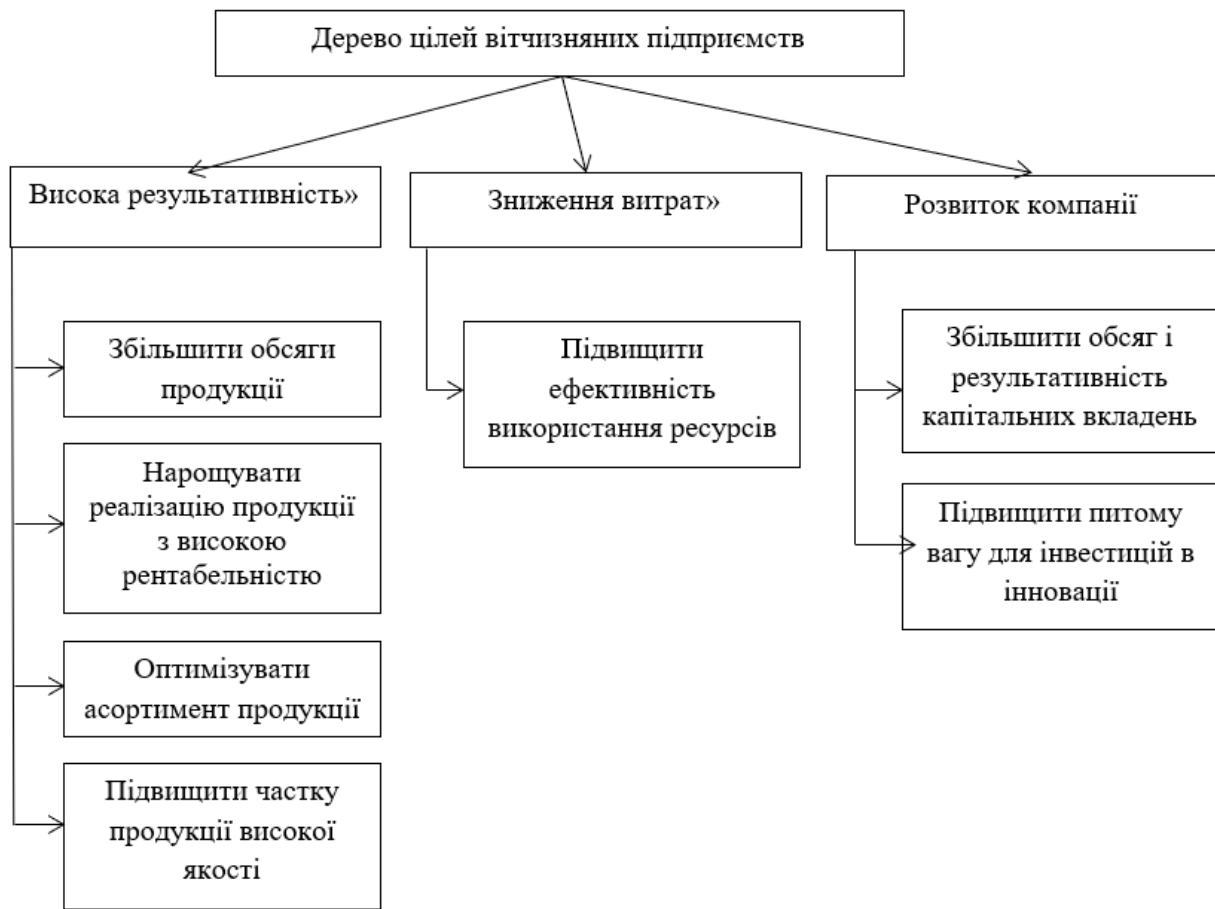 Дерево цілей вітчизняних підприємств
Висока результативність»
Зниження витрат»
Розвиток компанії
Збільшити обсяги
продукції
Нарощувати
реалізацію продукції
з високою
рентабельністю
Оптимізувати
асортимент продукції
Підвищити частку
продукції високої
якості
Підвищити
ефективність
використання ресурсів
Збільшити обсяг і
результативність
капітальних вкладень
Підвищити питому
вагу для інвестицій в
інновації